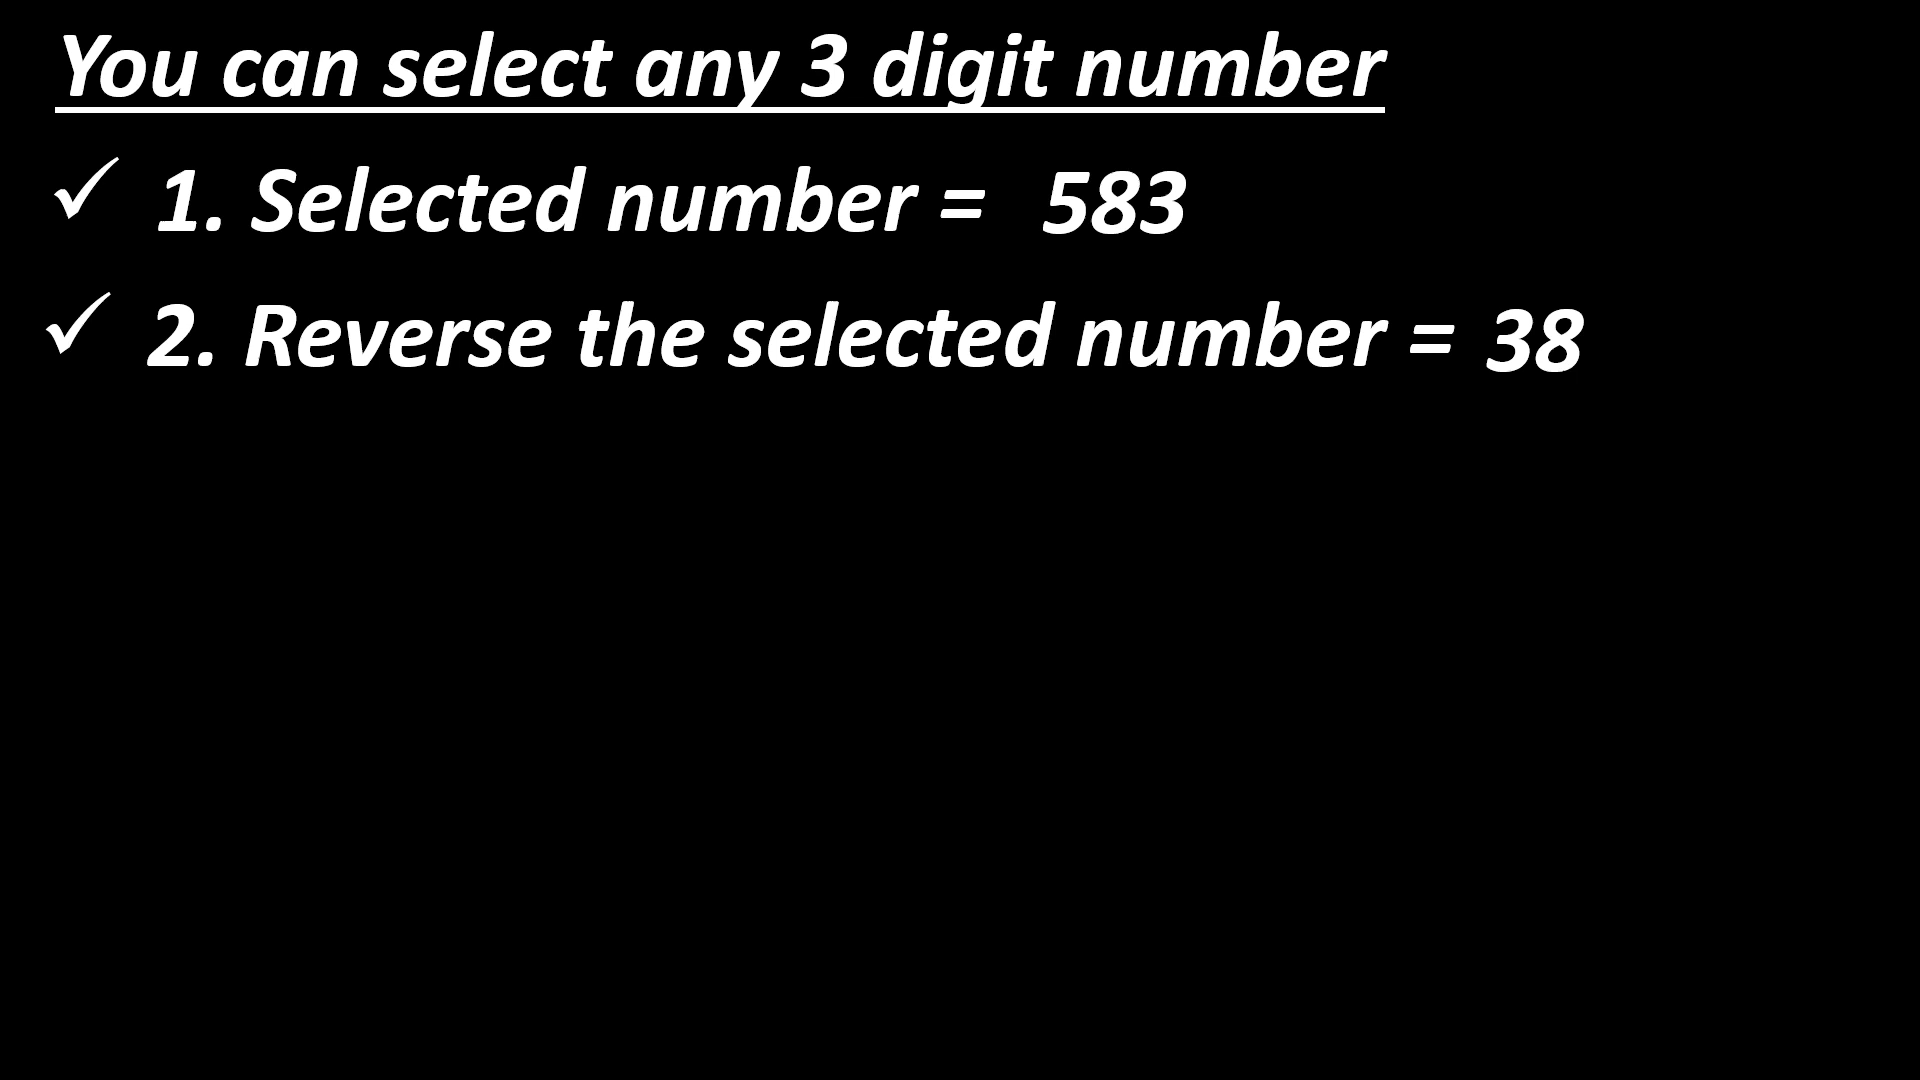 You can select any 3 digit number
✓ 1. Selected number = 583
✓ 2. Reverse the selected number = 38